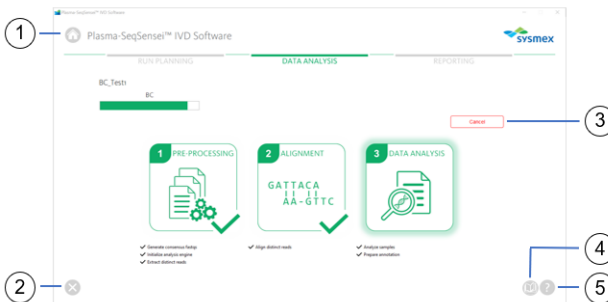 Plasma-SeqSensei™ IVD Software
1
Plasma-SeqSensei™ IVD Software
sysmex
RUN PLANNING
DATA ANALYSIS
REPORTING
BC_Test1
BC
Cancel
3
1 PRE-PROCESSING
2 ALIGNMENT
3 DATA ANALYSIS
GATTACA
AA-GTTC
Generate consensus fastqs
Initialize analysis engine
Extract distinct reads
Align distinct reads
Analyze samples
Prepare annotation
4
2
?
5